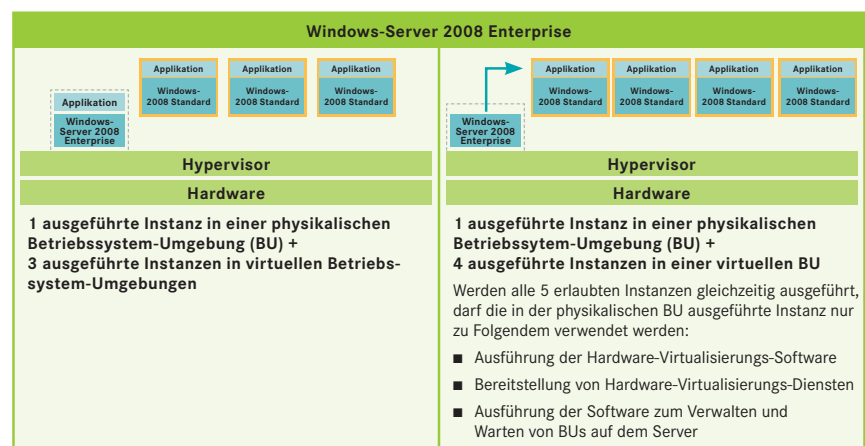 Windows-Server 2008 Enterprise
Applikation
Windows-
Server 2008
Enterprise
Applikation
Windows-
2008 Standard
Applikation
Windows-
2008 Standard
Applikation
Windows-
2008 Standard
Hypervisor
Hardware
1 ausgeführte Instanz in einer physikalischen
Betriebssystem-Umgebung (BU) +
3 ausgeführte Instanzen in virtuellen Betriebs-
system-Umgebungen
Windows-
Server 2008
Enterprise
Applikation
Windows-
2008 Standard
Applikation
Windows-
2008 Standard
Applikation
Windows-
2008 Standard
Applikation
Windows-
2008 Standard
Hypervisor
Hardware
1 ausgeführte Instanz in einer physikalischen
Betriebssytem-Umgebung (BU) +
4 ausgeführte Instanzen in einer virtuellen BU
Werden alle 5 erlaubten Instanzen gleichzeitig ausgeführt,
darf die in der physikalischen BU ausgeführte Instanz nur
zu Folgendem verwendet werden:
■ Ausführung der Hardware-Virtualisierungs-Software
■ Bereitstellung von Hardware-Virtualisierungs-Diensten
■ Ausführung der Software zum Verwalten und
Warten von BUs auf dem Server